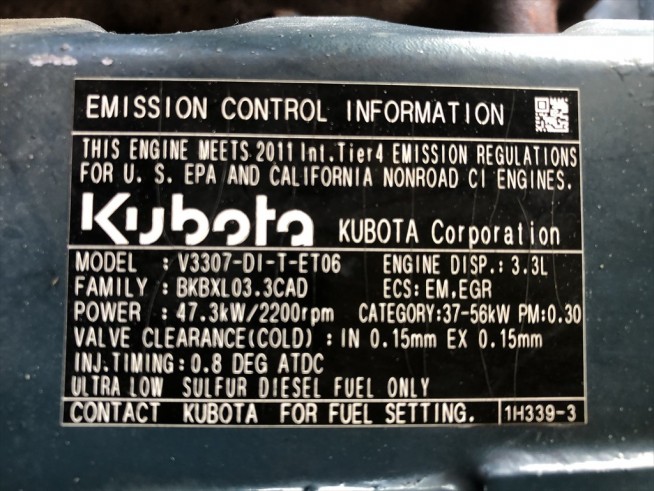 EMISSION CONTROL INFORMATION
THIS ENGINE MEETS 2011 Int.Tier4 EMISSION REGULATIONS
FOR U. S. EPA AND CALIFORNIA NONROAD CI ENGINES.
Kubota KUBOTA Corporation
MODEL : V3307-DI-T-ET06 ENGINE DISP.: 3.3L
FAMILY : BKBXL03.3CAD ECS: EM,EGR
POWER : 47.3kW/2200rpm CATEGORY:37-56kW PM:0.30
VALVE CLEARANCE(COLD) : IN 0.15mm EX 0.15mm
INJ.TIMING: 0.8 DEG ATDC
ULTRA LOW SULFUR DIESEL FUEL ONLY
CONTACT KUBOTA FOR FUEL SETTING. 1H339-3